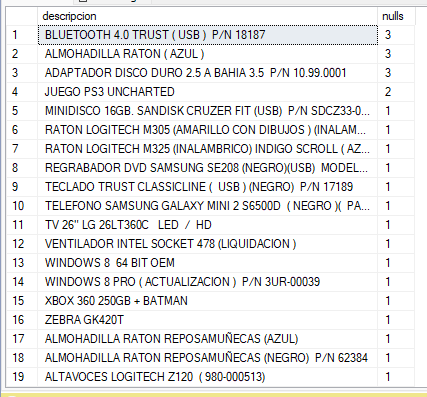 descripcion nulls
1 BLUETOOTH 4.0 TRUST ( USB ) P/N 18187 3
2 ALMOHADILLA RATON ( AZUL ) 3
3 ADAPTADOR DISCO DURO 2.5 A BAHIA 3.5 P/N 10.99.0001 3
4 JUEGO PS3 UNCHARTED 2
5 MINIDISCO 16GB. SANDISK CRUZER FIT (USB) P/N SDCZ33-0... 1
6 RATON LOGITECH M305 (AMARILLO CON DIBUJOS ) (INALAM... 1
7 RATON LOGITECH M325 (INALAMBRICO) INDIGO SCROLL ( AZ... 1
8 REGRABADOR DVD SAMSUNG SE208 (NEGRO)(USB) MODEL... 1
9 TECLADO TRUST CLASSICLINE ( USB ) (NEGRO) P/N 17189 1
10 TELEFONO SAMSUNG GALAXY MINI 2 S6500D ( NEGRO )( PA... 1
11 TV 26" LG 26LT360C LED / HD 1
12 VENTILADOR INTEL SOCKET 478 (LIQUIDACION ) 1
13 WINDOWS 8 64 BIT OEM 1
14 WINDOWS 8 PRO ( ACTUALIZACION ) P/N 3UR-00039 1
15 XBOX 360 250GB + BATMAN 1
16 ZEBRA GK420T 1
17 ALMOHADILLA RATON REPOSAMUÑECAS (AZUL) 1
18 ALMOHADILLA RATON REPOSAMUÑECAS (NEGRO) P/N 62384 1
19 ALTAVOCES LOGITECH Z120 ( 980-000513) 1